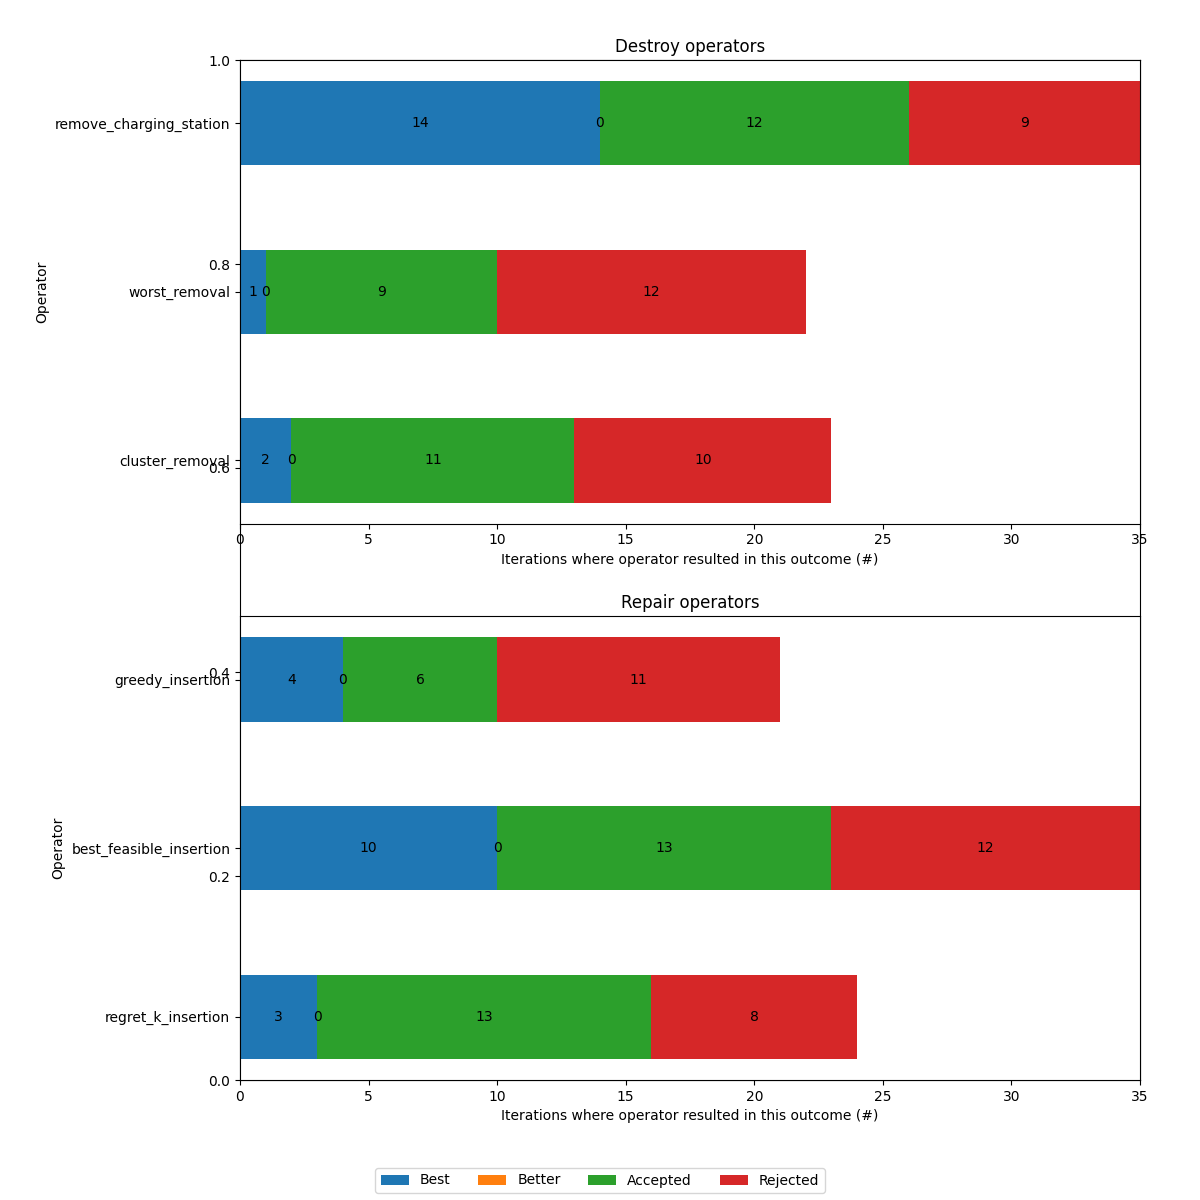 Destroy operators
1.0
remove_charging_station
14 0 12 9
0.8
worst_removal
1 0 9 12
Operator
cluster_removal
2 0 11 10
0.6
0 5 10 15 20 25 30 35
Iterations where operator resulted in this outcome (#)
Repair operators
0.4
greedy_insertion
4 0 6 11
best_feasible_insertion
10 0 13 12
Operator
0.2
regret_k_insertion
3 0 13 8
0.0
0 5 10 15 20 25 30 35
Iterations where operator resulted in this outcome (#)
Best Better Accepted Rejected